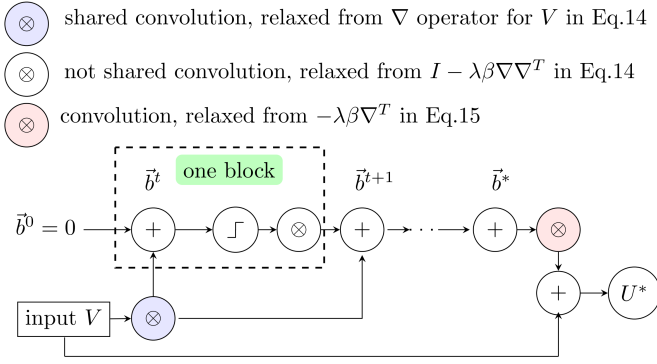 ⊗ shared convolution, relaxed from ∇ operator for V in Eq.14
⊗ not shared convolution, relaxed from I − λβ∇∇ᵀ in Eq.14
⊗ convolution, relaxed from −λβ∇ᵀ in Eq.15
one block
b⃗ᵗ b⃗ᵗ⁺¹ b⃗*
b⃗⁰ = 0 + ⊗ + · · · + ⊗
+ U*
input V ⊗